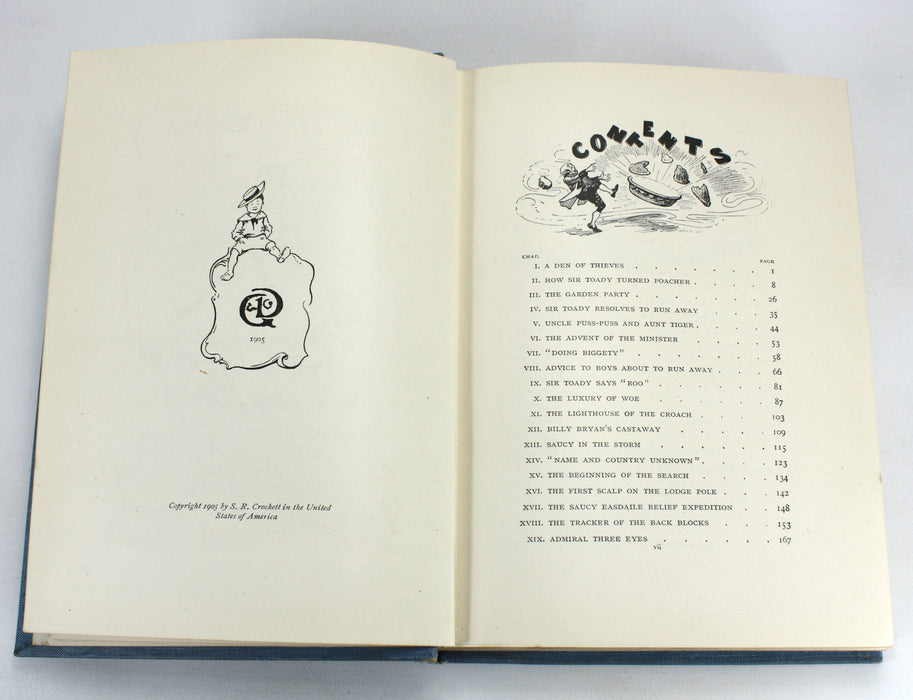 1905
Copyright 1905 by S. R. Crockett in the United
States of America
CONTENTS
CHAP. PAGE
I. A DEN OF THIEVES . . . . . . 1
II. HOW SIR TOADY TURNED POACHER . . . . 8
III. THE GARDEN PARTY . . . . . . 26
IV. SIR TOADY RESOLVES TO RUN AWAY . . . 35
V. UNCLE PUSS-PUSS AND AUNT TIGER . . . . 44
VI. THE ADVENT OF THE MINISTER . . . . 53
VII. "DOING BIGGETY" . . . . . . 58
VIII. ADVICE TO BOYS ABOUT TO RUN AWAY . . . 66
IX. SIR TOADY SAYS "ROO" . . . . . 81
X. THE LUXURY OF WOE . . . . . 87
XI. THE LIGHTHOUSE OF THE CROACH . . . . 103
XII. BILLY BRYAN'S CASTAWAY . . . . . 109
XIII. SAUCY IN THE STORM . . . . . 115
XIV. "NAME AND COUNTRY UNKNOWN" . . . . 123
XV. THE BEGINNING OF THE SEARCH . . . . 134
XVI. THE FIRST SCALP ON THE LODGE POLE . . . 142
XVII. THE SAUCY EASDAILE RELIEF EXPEDITION . . 148
XVIII. THE TRACKER OF THE BACK BLOCKS . . . 153
XIX. ADMIRAL THREE EYES . . . . . 167
vii